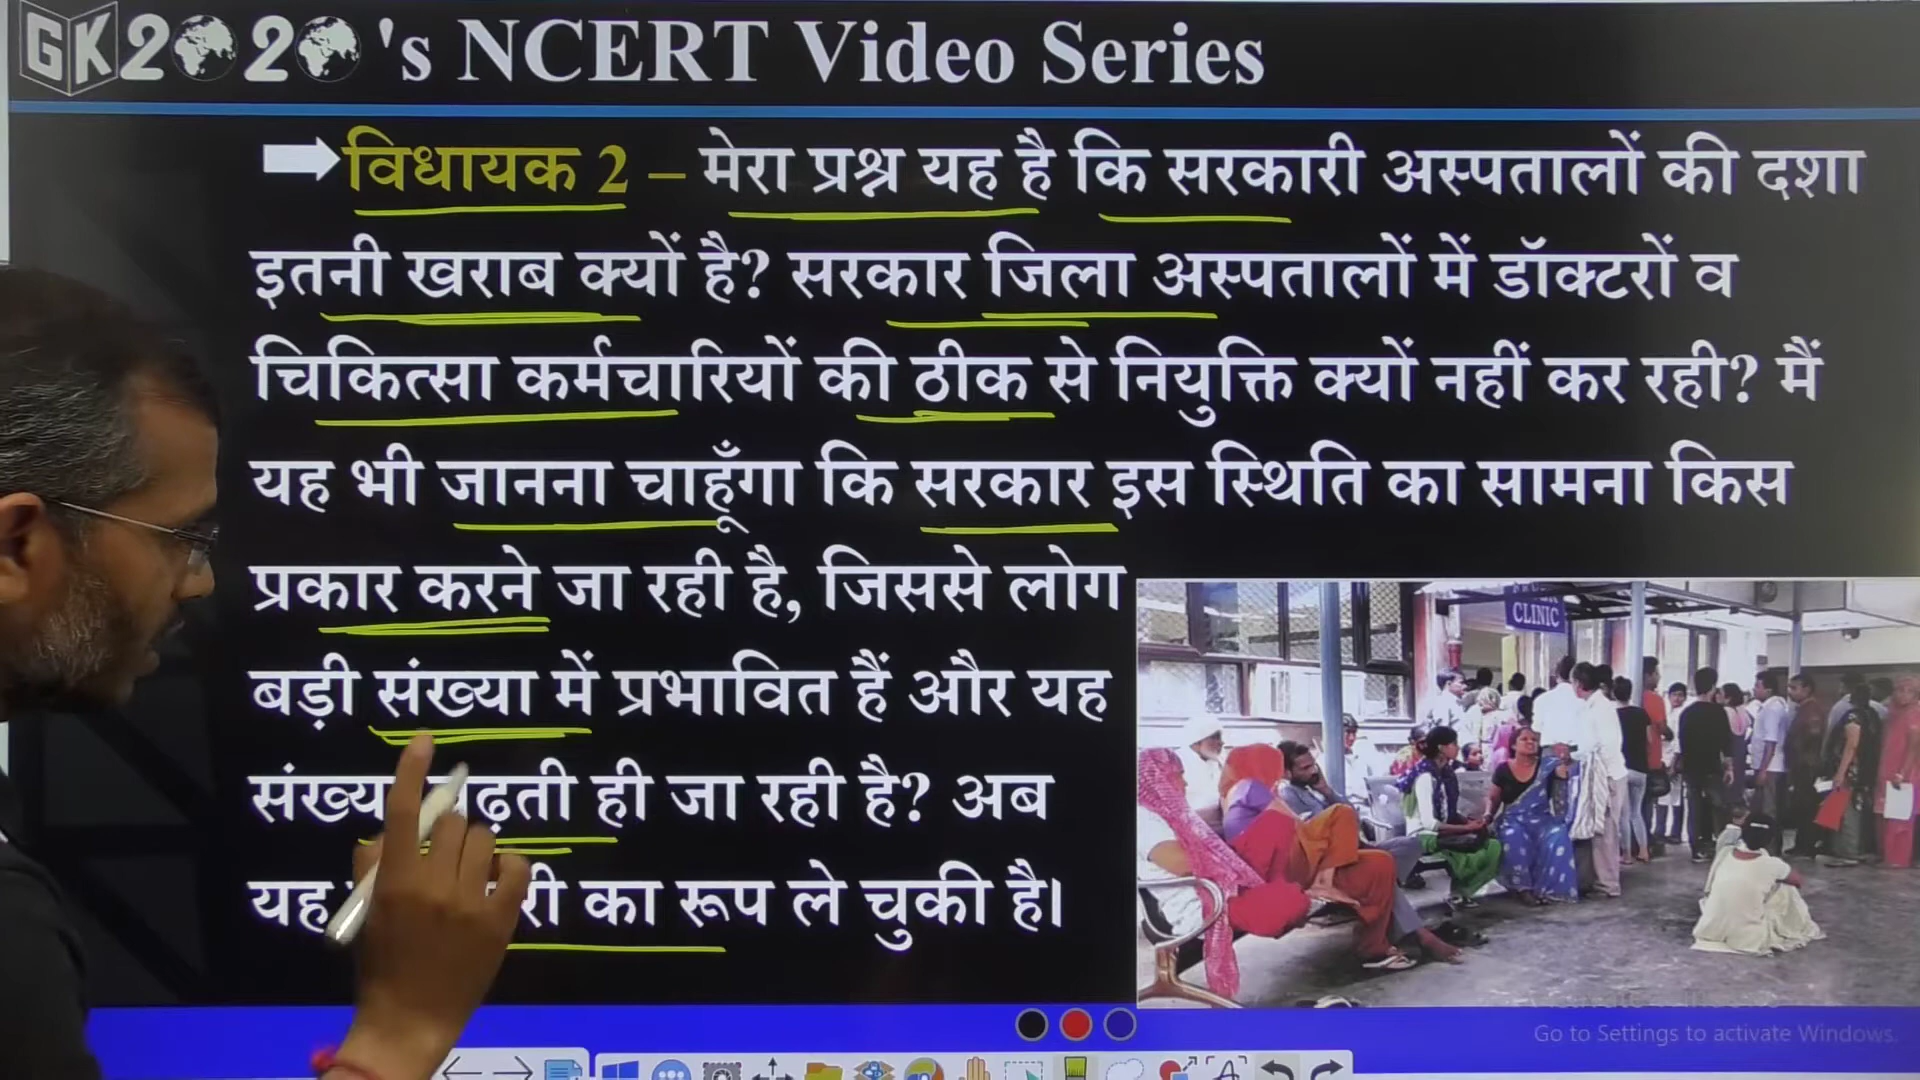 GK2020's NCERT Video Series
विधायक 2 – मेरा प्रश्न यह है कि सरकारी अस्पतालों की दशा
इतनी खराब क्यों है? सरकार जिला अस्पतालों में डॉक्टरों व
चिकित्सा कर्मचारियों की ठीक से नियुक्ति क्यों नहीं कर रही? मैं
यह भी जानना चाहूँगा कि सरकार इस स्थिति का सामना किस
प्रकार करने जा रही है, जिससे लोग
बड़ी संख्या में प्रभावित हैं और यह
ही जा रही है? अब
यह का रूप ले चुकी है।
CLINIC
Go to Settings to activate Windows.